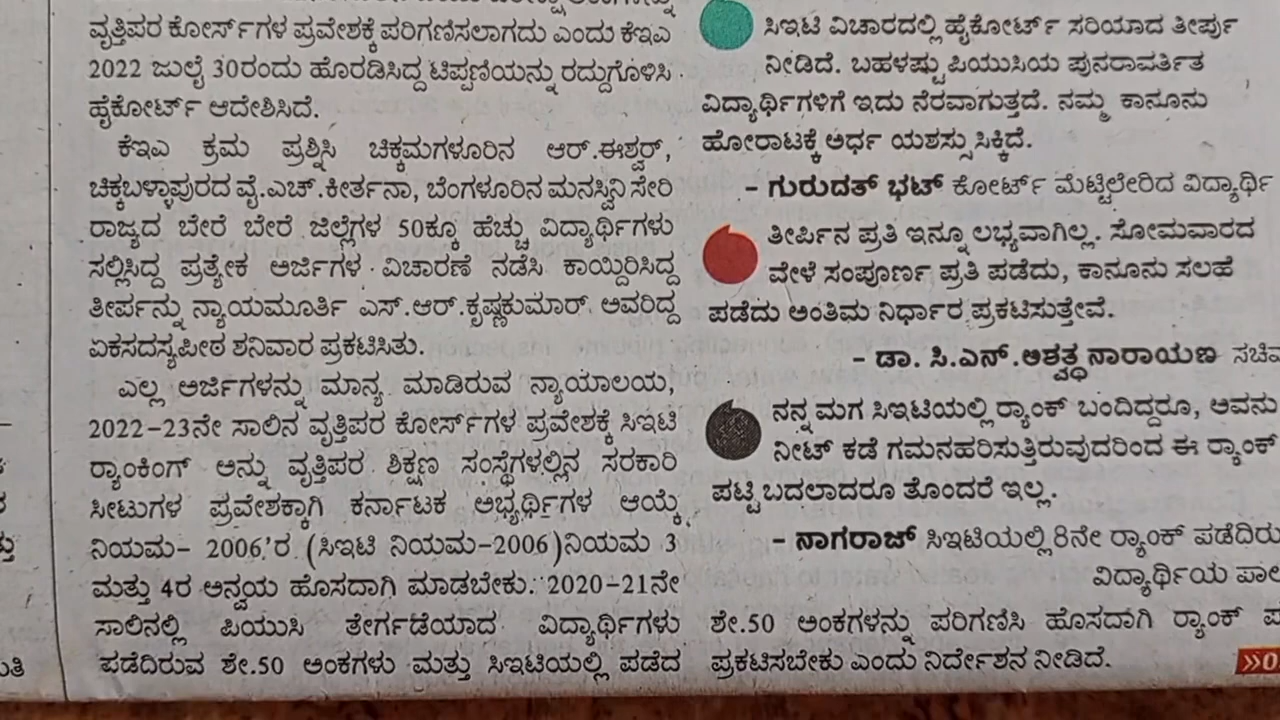 ವೃತ್ತಿಪರ ಕೋರ್ಸ್‌ಗಳ ಪ್ರವೇಶಕ್ಕೆ ಪರಿಗಣಿಸಲಾಗದು ಎಂದು ಕೆಇಎ
2022 ಜುಲೈ 30ರಂದು ಹೊರಡಿಸಿದ್ದ ಟಿಪ್ಪಣಿಯನ್ನು ರದ್ದುಗೊಳಿಸಿ
ಹೈಕೋರ್ಟ್ ಆದೇಶಿಸಿದೆ.
ಕೆಇಎ ಕ್ರಮ ಪ್ರಶ್ನಿಸಿ ಚಿಕ್ಕಮಗಳೂರಿನ ಆರ್.ಈಶ್ವರ್,
ಚಿಕ್ಕಬಳ್ಳಾಪುರದ ವೈ.ಎಚ್.ಕೀರ್ತನಾ, ಬೆಂಗಳೂರಿನ ಮನಸ್ವಿನಿ ಸೇರಿ
ರಾಜ್ಯದ ಬೇರೆ ಬೇರೆ ಜಿಲ್ಲೆಗಳ 50ಕ್ಕೂ ಹೆಚ್ಚು ವಿದ್ಯಾರ್ಥಿಗಳು
ಸಲ್ಲಿಸಿದ್ದ ಪ್ರತ್ಯೇಕ ಅರ್ಜಿಗಳ ವಿಚಾರಣೆ ನಡೆಸಿ ಕಾಯ್ದಿರಿಸಿದ್ದ
ತೀರ್ಪನ್ನು ನ್ಯಾಯಮೂರ್ತಿ ಎಸ್.ಆರ್.ಕೃಷ್ಣಕುಮಾರ್ ಅವರಿದ್ದ
ಏಕಸದಸ್ಯಪೀಠ ಶನಿವಾರ ಪ್ರಕಟಿಸಿತು.
ಎಲ್ಲ ಅರ್ಜಿಗಳನ್ನು ಮಾನ್ಯ ಮಾಡಿರುವ ನ್ಯಾಯಾಲಯ,
2022-23ನೇ ಸಾಲಿನ ವೃತ್ತಿಪರ ಕೋರ್ಸ್‌ಗಳ ಪ್ರವೇಶಕ್ಕೆ ಸಿಇಟಿ
ರ‍್ಯಾಂಕಿಂಗ್ ಅನ್ನು ವೃತ್ತಿಪರ ಶಿಕ್ಷಣ ಸಂಸ್ಥೆಗಳಲ್ಲಿನ ಸರಕಾರಿ
ಸೀಟುಗಳ ಪ್ರವೇಶಕ್ಕಾಗಿ ಕರ್ನಾಟಕ ಅಭ್ಯರ್ಥಿಗಳ ಆಯ್ಕೆ
ನಿಯಮ- 2006'ರ (ಸಿಇಟಿ ನಿಯಮ-2006)ನಿಯಮ 3
ಮತ್ತು 4ರ ಅನ್ವಯ ಹೊಸದಾಗಿ ಮಾಡಬೇಕು. 2020-21ನೇ
ಸಾಲಿನಲ್ಲಿ ಪಿಯುಸಿ ತೇರ್ಗಡೆಯಾದ ವಿದ್ಯಾರ್ಥಿಗಳು
ಪಡೆದಿರುವ ಶೇ.50 ಅಂಕಗಳು ಮತ್ತು ಸಿಇಟಿಯಲ್ಲಿ ಪಡೆದ
ಸಿಇಟಿ ವಿಚಾರದಲ್ಲಿ ಹೈಕೋರ್ಟ್ ಸರಿಯಾದ ತೀರ್ಪು
ನೀಡಿದೆ. ಬಹಳಷ್ಟು ಪಿಯುಸಿಯ ಪುನರಾವರ್ತಿತ
ವಿದ್ಯಾರ್ಥಿಗಳಿಗೆ ಇದು ನೆರವಾಗುತ್ತದೆ. ನಮ್ಮ ಕಾನೂನು
ಹೋರಾಟಕ್ಕೆ ಅರ್ಧ ಯಶಸ್ಸು ಸಿಕ್ಕಿದೆ.
- ಗುರುದತ್ ಭಟ್ ಕೋರ್ಟ್ ಮೆಟ್ಟಿಲೇರಿದ ವಿದ್ಯಾರ್ಥಿ
ತೀರ್ಪಿನ ಪ್ರತಿ ಇನ್ನೂ ಲಭ್ಯವಾಗಿಲ್ಲ. ಸೋಮವಾರದ
ವೇಳೆ ಸಂಪೂರ್ಣ ಪ್ರತಿ ಪಡೆದು, ಕಾನೂನು ಸಲಹೆ
ಪಡೆದು ಅಂತಿಮ ನಿರ್ಧಾರ ಪ್ರಕಟಿಸುತ್ತೇವೆ.
- ಡಾ. ಸಿ.ಎನ್.ಅಶ್ವತ್ಥ ನಾರಾಯಣ ಸಚಿವ
ನನ್ನ ಮಗ ಸಿಇಟಿಯಲ್ಲಿ ರ‍್ಯಾಂಕ್ ಬಂದಿದ್ದರೂ, ಅವನು
ನೀಟ್ ಕಡೆ ಗಮನಹರಿಸುತ್ತಿರುವುದರಿಂದ ಈ ರ‍್ಯಾಂಕ್
ಪಟ್ಟಿ ಬದಲಾದರೂ ತೊಂದರೆ ಇಲ್ಲ.
- ನಾಗರಾಜ್ ಸಿಇಟಿಯಲ್ಲಿ 8ನೇ ರ‍್ಯಾಂಕ್ ಪಡೆದಿರು
ವಿದ್ಯಾರ್ಥಿಯ ಪಾಲ
ಶೇ.50 ಅಂಕಗಳನ್ನು ಪರಿಗಣಿಸಿ ಹೊಸದಾಗಿ ರ‍್ಯಾಂಕ್
ಪ್ರಕಟಿಸಬೇಕು ಎಂದು ನಿರ್ದೇಶನ ನೀಡಿದೆ.